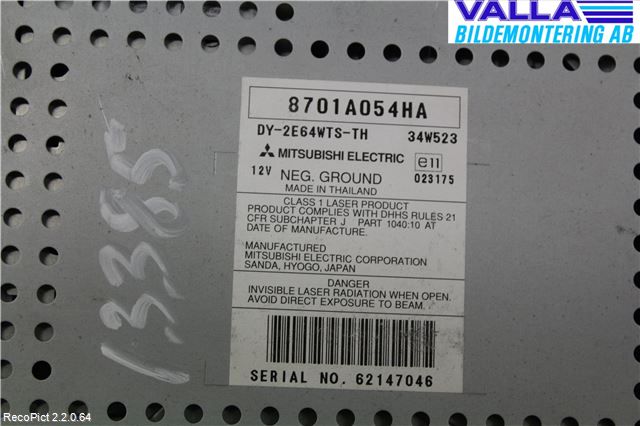 VALLA
BILDEMONTERING AB
8701A054HA
DY-2E64WTS-TH 34W523
MITSUBISHI ELECTRIC e11
12V NEG. GROUND 023175
MADE IN THAILAND
CLASS 1 LASER PRODUCT
PRODUCT COMPLIES WITH DHHS RULES 21
CFR SUBCHAPTER J PART 1040:10 AT
DATE OF MANUFACTURE.
MANUFACTURED
MITSUBISHI ELECTRIC CORPORATION
SANDA, HYOGO, JAPAN
DANGER
INVISIBLE LASER RADIATION WHEN OPEN.
AVOID DIRECT EXPOSURE TO BEAM.
SERIAL NO. 62147046
13385
RecoPict 2.2.0.64